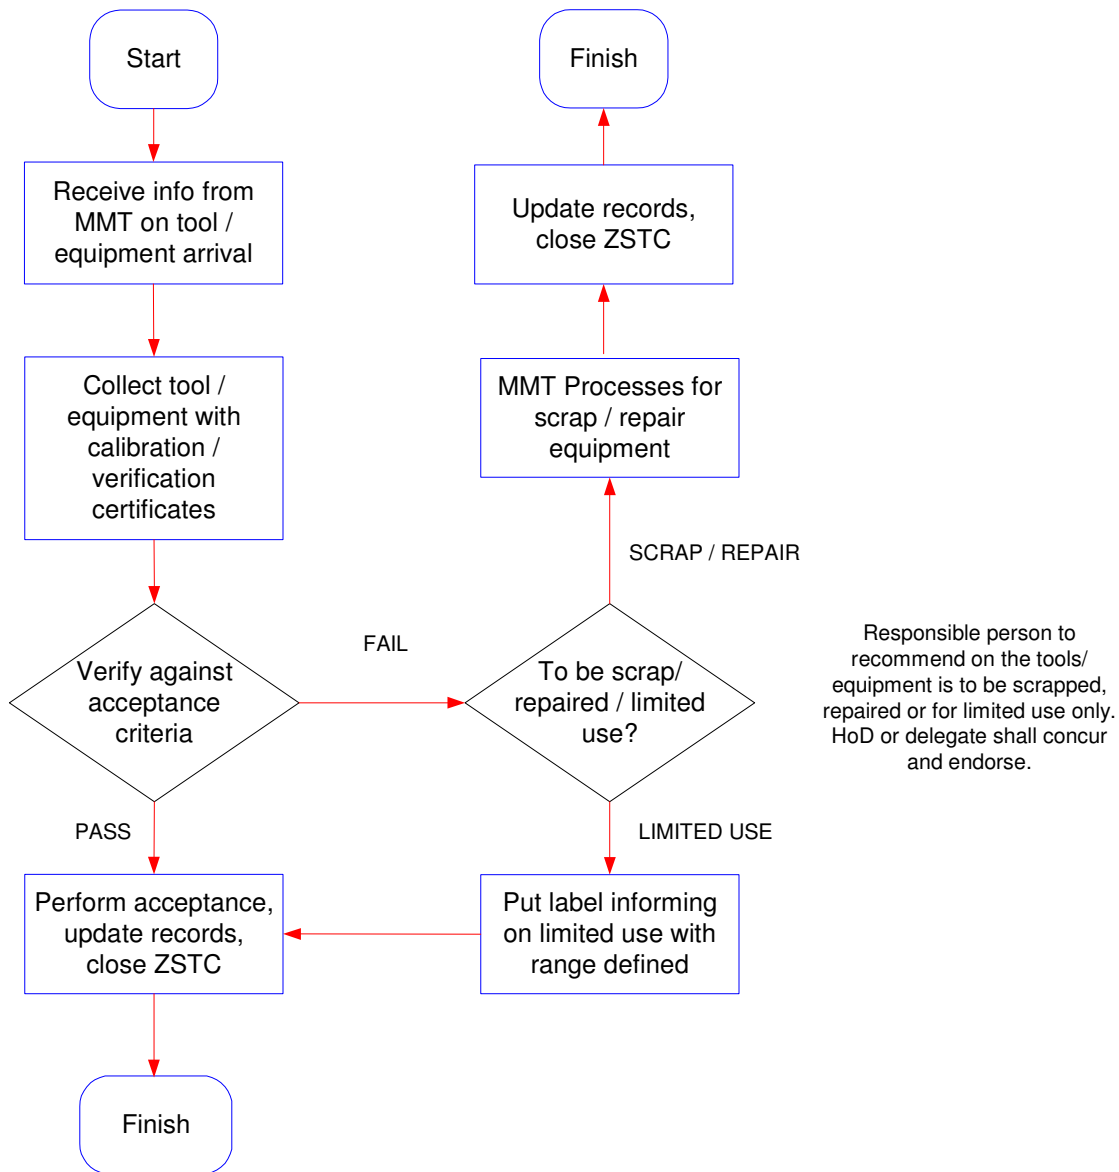 Start
Receive info from
MMT on tool /
equipment arrival
Collect tool /
equipment with
calibration /
verification
certificates
Verify against
acceptance
criteria
FAIL
PASS
Perform acceptance,
update records,
close ZSTC
Finish
Finish
Update records,
close ZSTC
MMT Processes for
scrap / repair
equipment
SCRAP / REPAIR
To be scrap/
repaired / limited
use?
LIMITED USE
Put label informing
on limited use with
range defined
Responsible person to
recommend on the tools/
equipment is to be scrapped,
repaired or for limited use only.
HoD or delegate shall concur
and endorse.